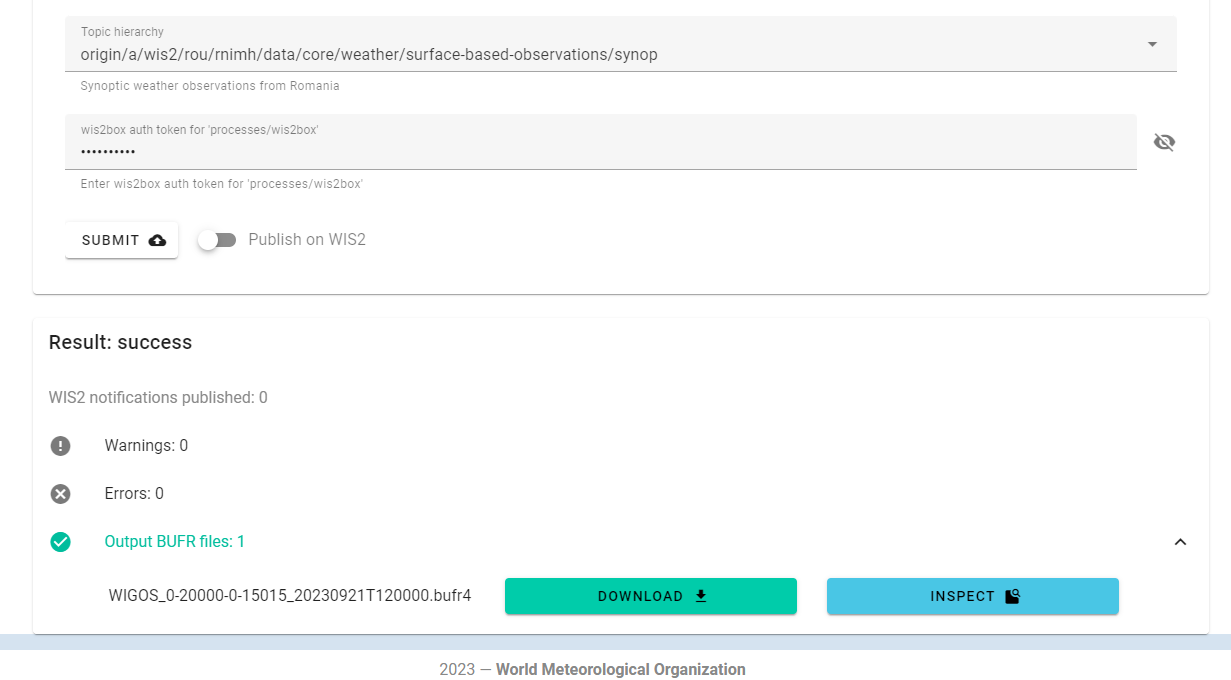 Topic hierarchy
origin/a/wis2/rou/rnimh/data/core/weather/surface-based-observations/synop
Synoptic weather observations from Romania
wis2box auth token for 'processes/wis2box'
••••••••••
Enter wis2box auth token for 'processes/wis2box'
SUBMIT Publish on WIS2
Result: success
WIS2 notifications published: 0
Warnings: 0
Errors: 0
Output BUFR files: 1
WIGOS_0-20000-0-15015_20230921T120000.bufr4 DOWNLOAD INSPECT
2023 — World Meteorological Organization